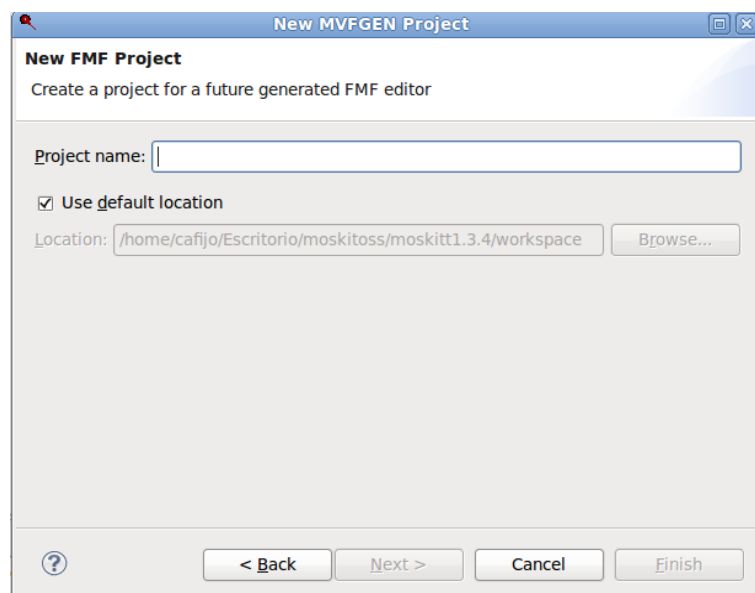 New MVFGEN Project
New FMF Project
Create a project for a future generated FMF editor
Project name:
Use default location
Location: /home/cafijo/Escritorio/moskitoss/moskitt1.3.4/workspace Browse...
? < Back Next > Cancel Finish